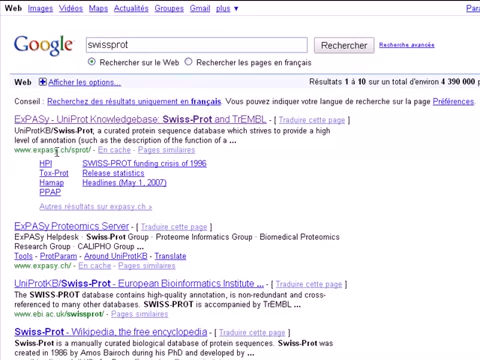 Web Images Vidéos Maps Actualités Groupes Gmail plus ▼
Google swissprot Rechercher Recherche avancée
Rechercher sur le Web Rechercher les pages en français
Web Afficher les options... Résultats 1 à 10 sur un total d'environ 4 390 000
Conseil : Recherchez des résultats uniquement en français. Vous pouvez indiquer votre langue de recherche sur la page Préférences.
ExPASy - UniProt Knowledgebase: Swiss-Prot and TrEMBL - [ Traduire cette page ]
UniProtKB/Swiss-Prot; a curated protein sequence database which strives to provide a high
level of annotation (such as the description of the function of a ...
www.expasy.ch/sprot/ - En cache - Pages similaires
HPI SWISS-PROT funding crisis of 1996
Tox-Prot Release statistics
Hamap Headlines (May 1, 2007)
PPAP
Autres résultats sur expasy.ch »
ExPASy Proteomics Server - [ Traduire cette page ]
ExPASy Helpdesk · Swiss-Prot Group · Proteome Informatics Group · Biomedical Proteomics
Research Group · CALIPHO Group ...
Tools - ProtParam - Around UniProtKB - Translate
www.expasy.ch/ - En cache - Pages similaires
UniProtKB/Swiss-Prot - European Bioinformatics Institute ... - [ Traduire cette page ]
The SWISS-PROT database contains high-quality annotation, is non-redundant and cross-
referenced to many other databases. SWISS-PROT is accompanied by TrEMBL ...
www.ebi.ac.uk/swissprot/ - En cache - Pages similaires
Swiss-Prot - Wikipedia, the free encyclopedia - [ Traduire cette page ]
Swiss-Prot is a manually curated biological database of protein sequences. Swiss-Prot was
created in 1986 by Amos Bairoch during his PhD and developed by ...